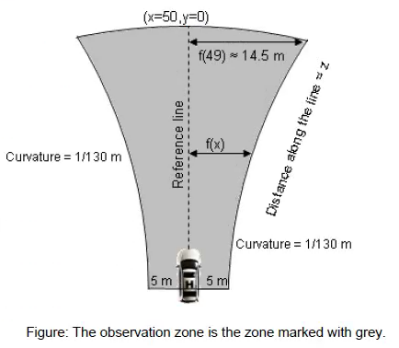 (x=50,y=0)
f(49) ≈ 14.5 m
Reference line
f(x)
Distance along the line = z
Curvature = 1/130 m
Curvature = 1/130 m
5 m
H
5 m
Figure: The observation zone is the zone marked with grey.